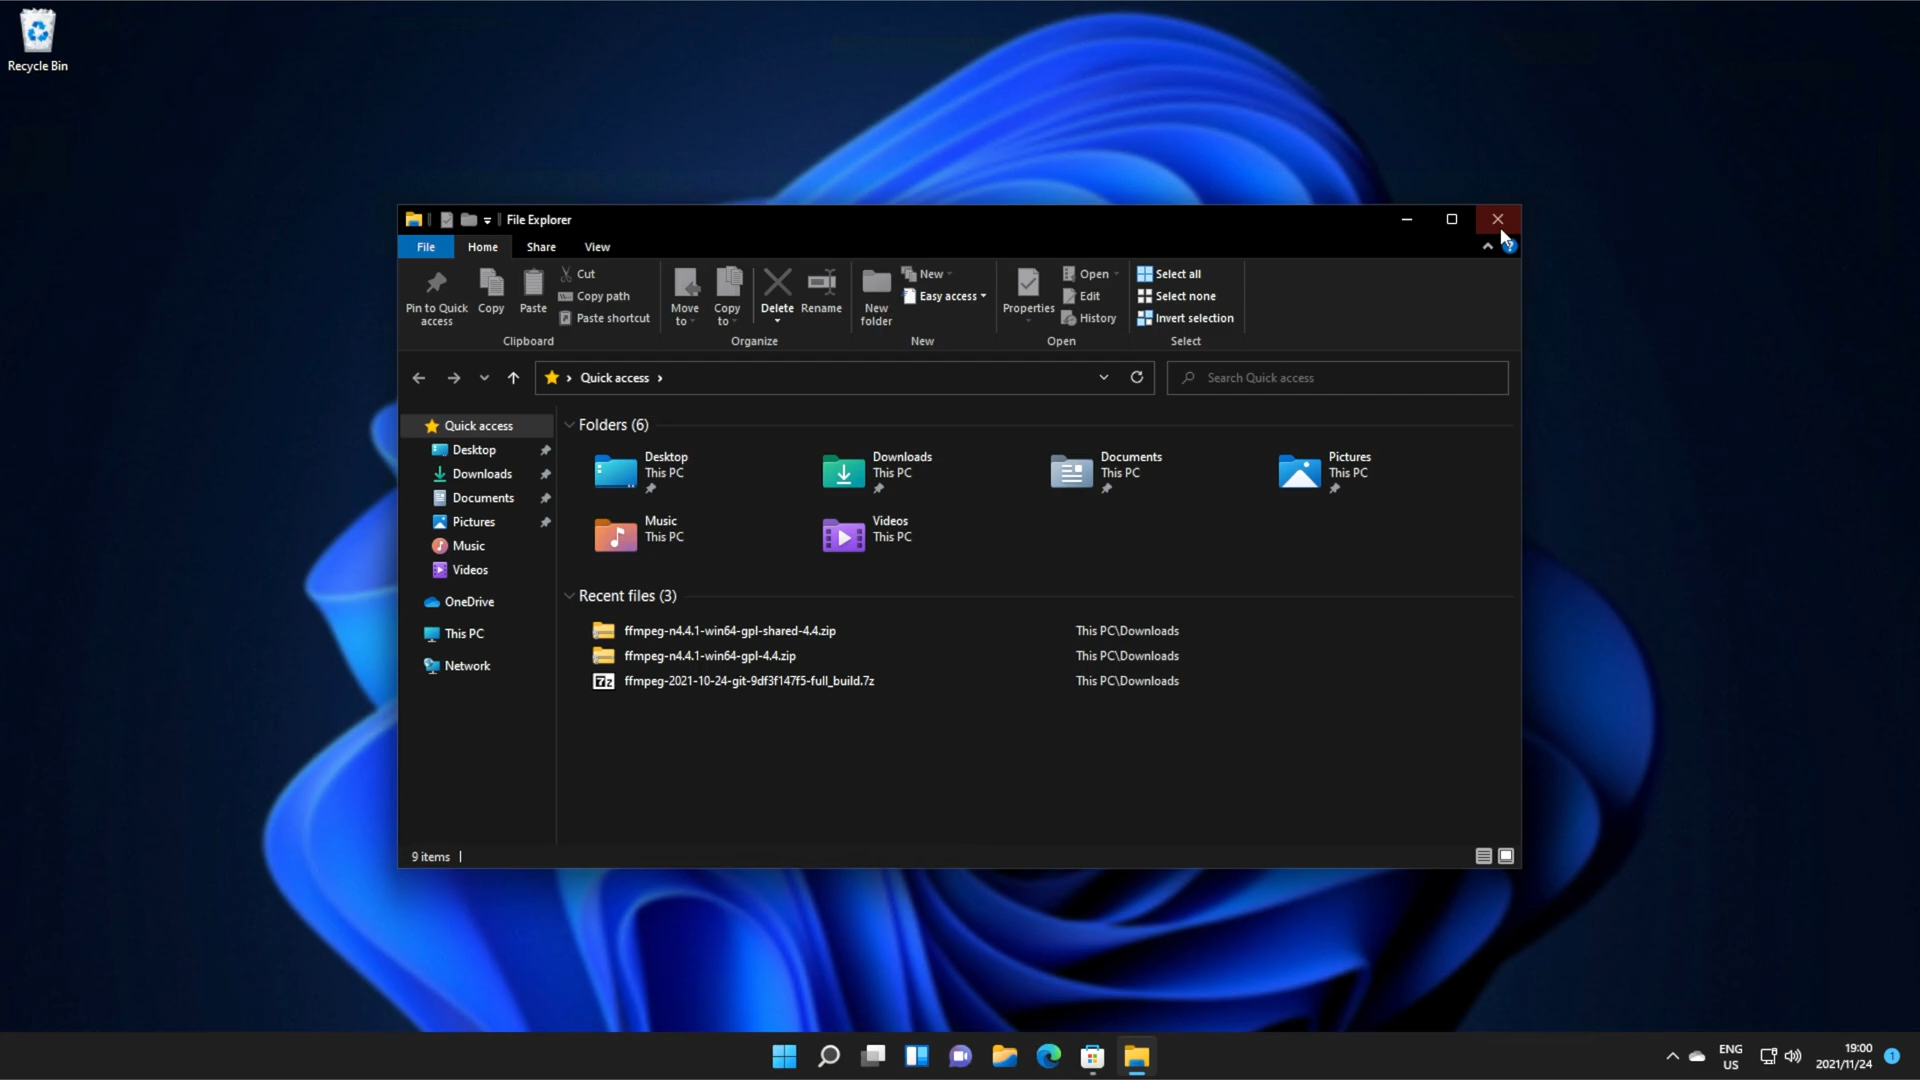 Recycle Bin
File Explorer
File Home Share View
Pin to Quick access
Copy
Paste
Cut
Copy path
Paste shortcut
Clipboard
Move to
Copy to
Delete
Rename
Organize
New folder
New
Easy access
New
Properties
Open
Edit
History
Open
Select all
Select none
Invert selection
Select
Quick access
Search Quick access
Quick access
Desktop
Downloads
Documents
Pictures
Music
Videos
OneDrive
This PC
Network
Folders (6)
Desktop
This PC
Downloads
This PC
Documents
This PC
Pictures
This PC
Music
This PC
Videos
This PC
Recent files (3)
ffmpeg-n4.4.1-win64-gpl-shared-4.4.zip This PC\Downloads
ffmpeg-n4.4.1-win64-gpl-4.4.zip This PC\Downloads
7z ffmpeg-2021-10-24-git-9df3f147f5-full_build.7z This PC\Downloads
9 items
ENG
US
19:00
2021/11/24
1